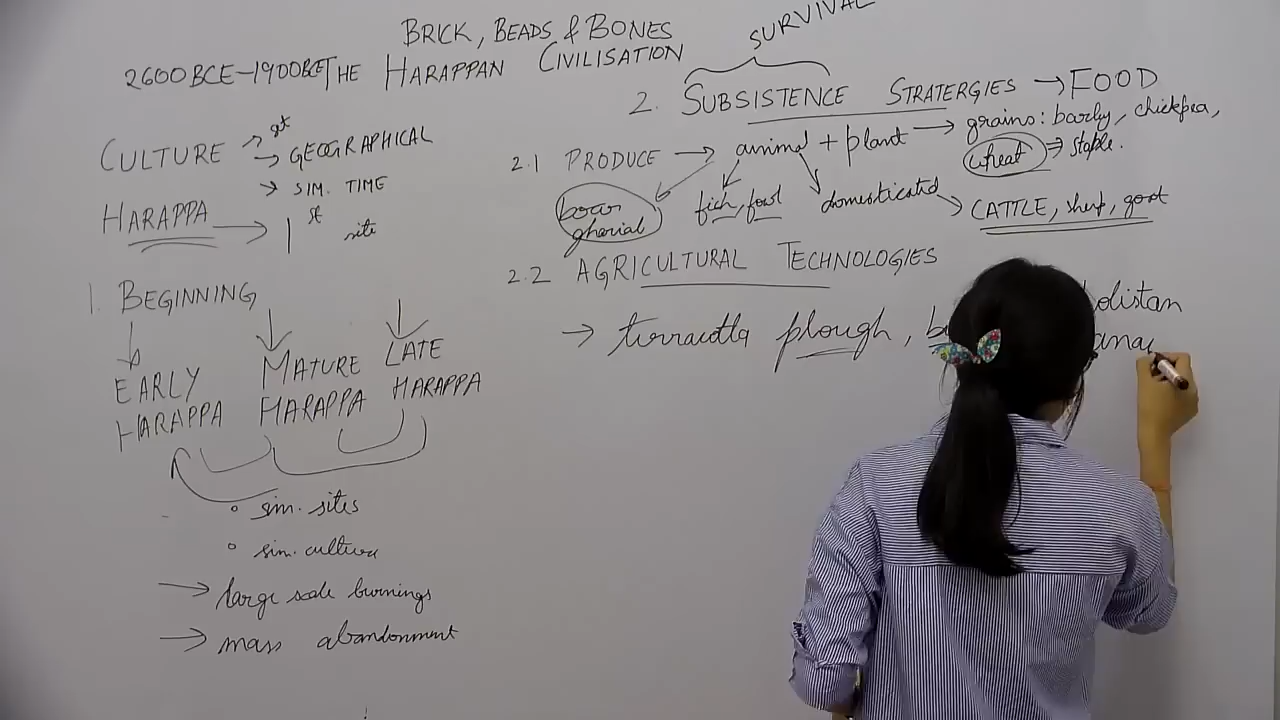 BRICK, BEADS & BONES
2600BCE-1900BCE THE HARAPPAN CIVILISATION
SURVIVAL
2. SUBSISTENCE STRATERGIES → FOOD
CULTURE → gt
→ GEOGRAPHICAL
→ SIM. TIME
HARAPPA → 1st site
2.1 PRODUCE → animal + plant → grains: barly, chickpea,
wheat ⇒ staple.
boar
gharial
fish, fowl
domesticated → CATTLE, sheep, goat
2.2 AGRICULTURAL TECHNOLOGIES
→ terracotta plough,
1. BEGINNING
EARLY HARAPPA
MATURE HARAPPA
LATE HARAPPA
° sim. sites
° sim. culture
→ large scale burnings
→ mass abandonment